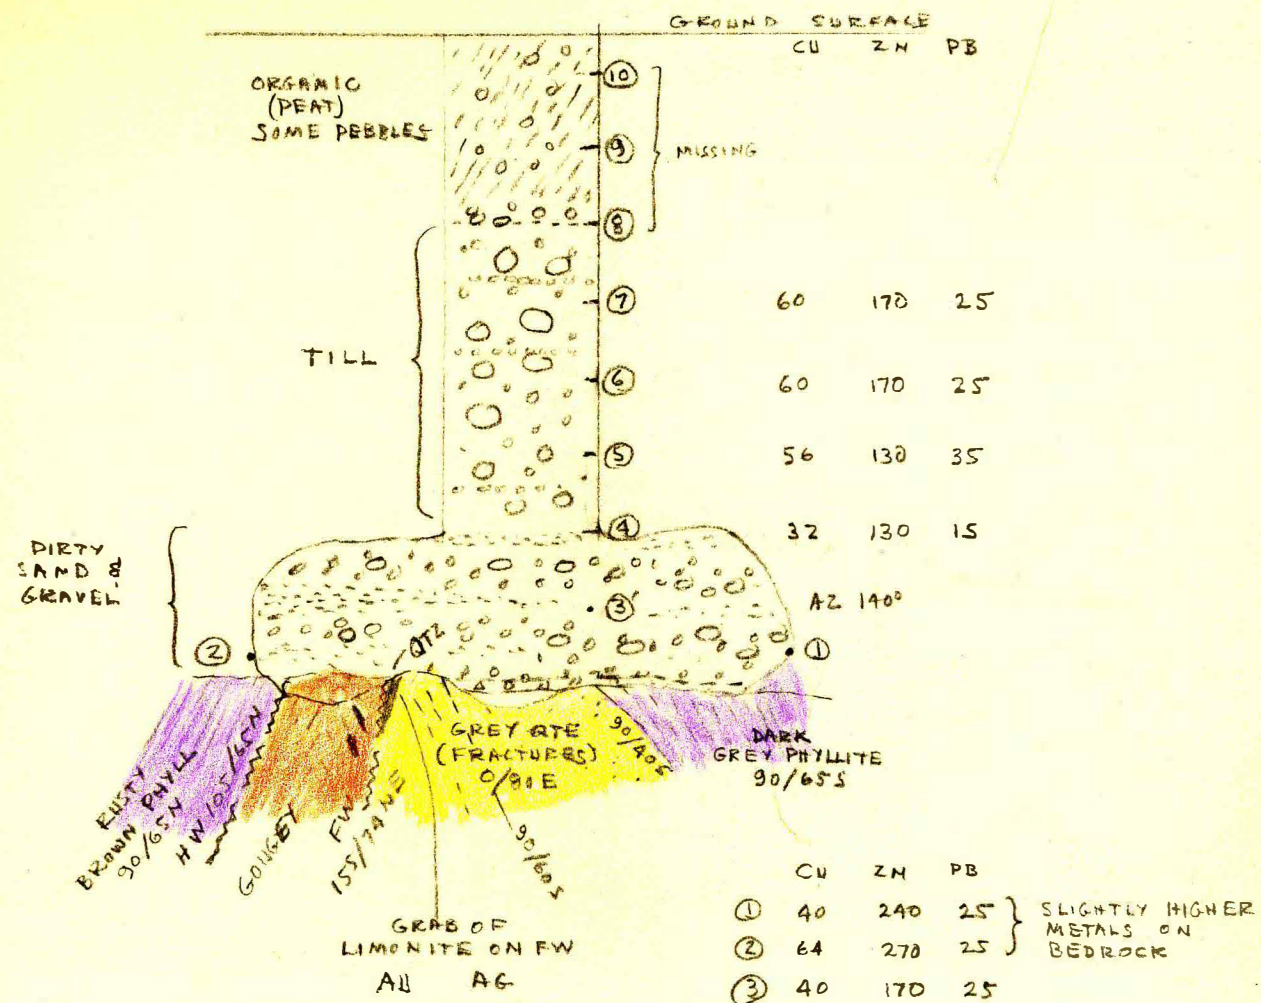 GROUND SURFACE
CU ZN PB
ORGANIC
(PEAT)
SOME PEBBLES
10
9
MISSING
8
7 60 170 25
TILL
6 60 170 25
5 56 130 35
4 32 130 15
DIRTY
SAND &
GRAVEL
3
AZ 140°
2
QTZ
1
RUSTY
BROWN PHYLL
90/65N
HW 105/65N
GOUGEY
FW
155/74 NE
GREY QTE
(FRACTURES)
0/80E
90/40S
90/60S
DARK
GREY PHYLLITE
90/65S
GRAB OF
LIMONITE ON FW
AU AG
CU ZN PB
1 40 240 25
2 64 270 25
SLIGHTLY HIGHER
METALS ON
BEDROCK
3 40 170 25